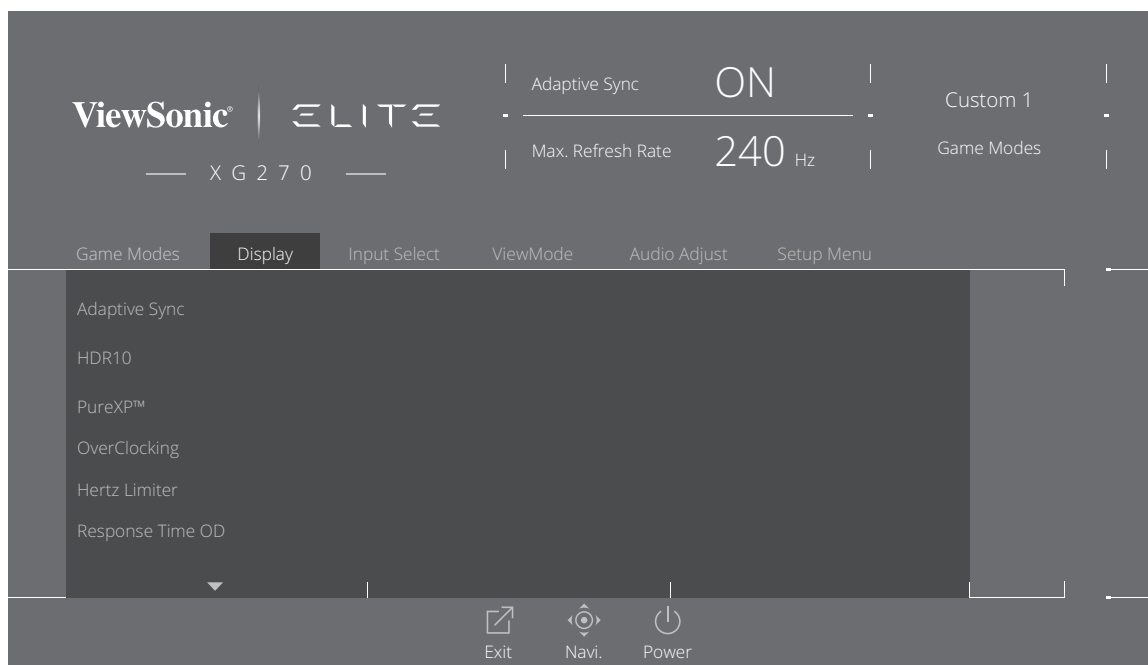 ViewSonic® ELITE
XG270
Adaptive Sync ON
Max. Refresh Rate 240 Hz
Custom 1
Game Modes
Game Modes Display Input Select ViewMode Audio Adjust Setup Menu
Adaptive Sync
HDR10
PureXP™
OverClocking
Hertz Limiter
Response Time OD
Exit Navi. Power